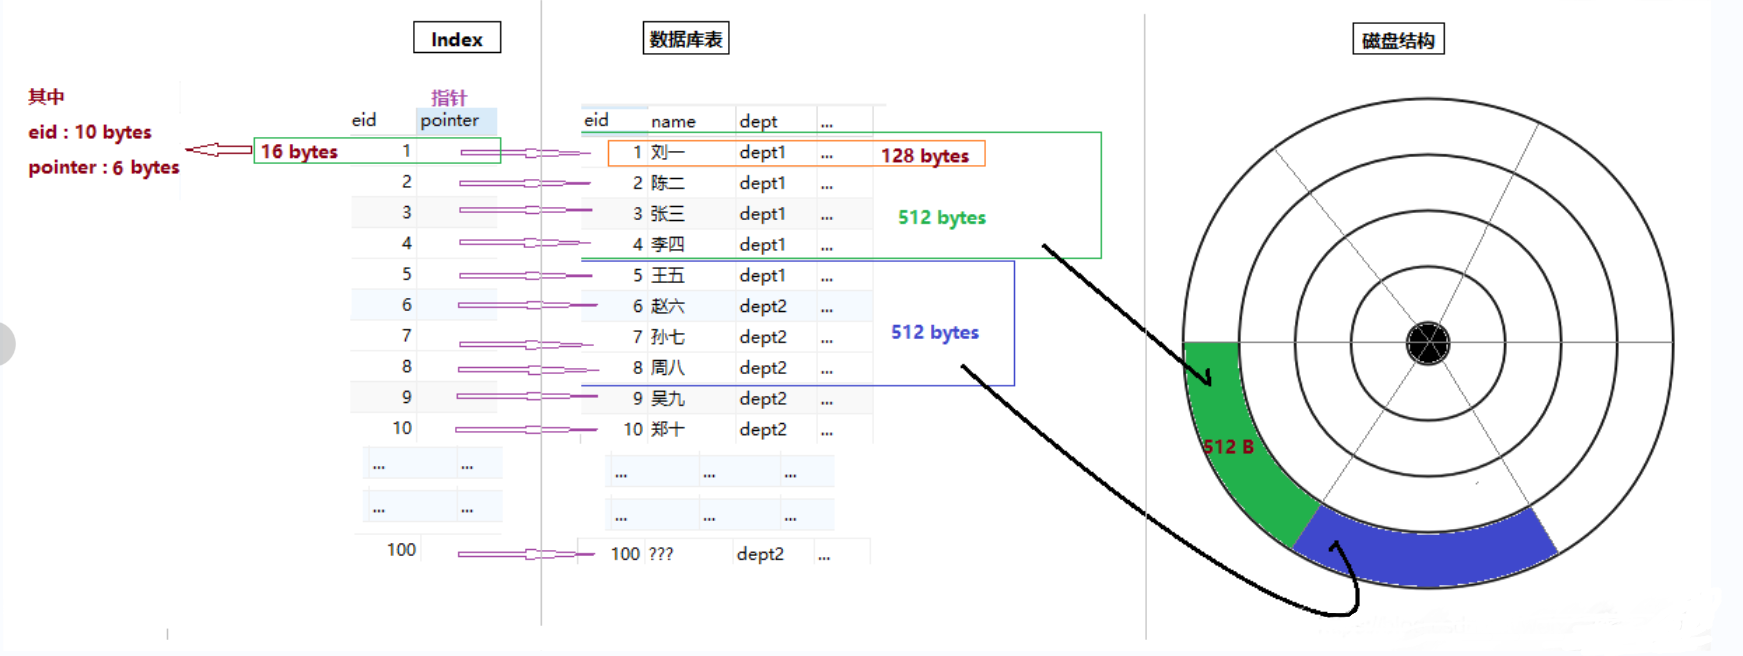 Index
数据库表
磁盘结构
其中
eid : 10 bytes
pointer : 6 bytes
指针
eid pointer
16 bytes 1
2
3
4
5
6
7
8
9
10
... ...
... ...
100
eid name dept ...
1 刘一 dept1 ... 128 bytes
2 陈二 dept1 ...
3 张三 dept1 ...
512 bytes
4 李四 dept1 ...
5 王五 dept1 ...
6 赵六 dept2 ...
512 bytes
7 孙七 dept2 ...
8 周八 dept2 ...
9 吴九 dept2 ...
10 郑十 dept2 ...
... ... ...
... ... ...
100 ??? dept2 ...
512 B